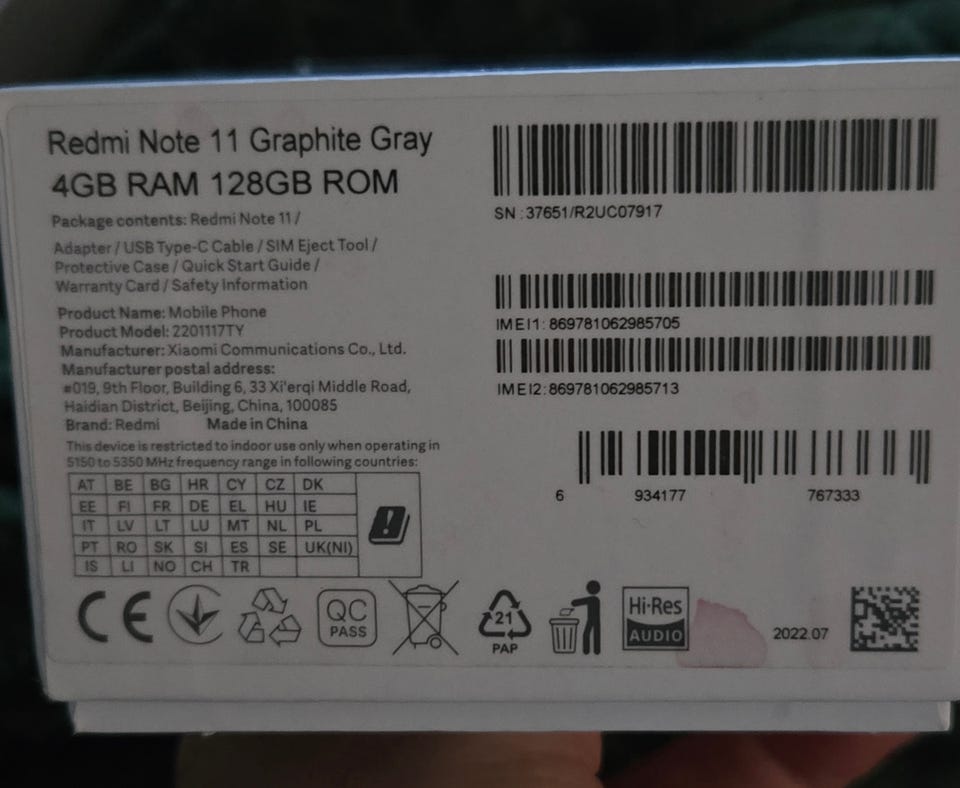 Redmi Note 11 Graphite Gray
4GB RAM 128GB ROM
Package contents: Redmi Note 11 /
Adapter / USB Type-C Cable / SIM Eject Tool /
Protective Case / Quick Start Guide /
Warranty Card / Safety Information
Product Name: Mobile Phone
Product Model: 2201117TY
Manufacturer: Xiaomi Communications Co., Ltd.
Manufacturer postal address:
#019, 9th Floor, Building 6, 33 Xi'erqi Middle Road,
Haidian District, Beijing, China, 100085
Brand: Redmi Made in China
This device is restricted to indoor use only when operating in
5150 to 5350 MHz frequency range in following countries:
AT BE BG HR CY CZ DK
EE FI FR DE EL HU IE
IT LV LT LU MT NL PL
PT RO SK SI ES SE UK(NI)
IS LI NO CH TR
SN : 37651/R2UC07917
IMEI1: 869781062985705
IMEI2:869781062985713
6 934177 767333
CE
QC
PASS
21
PAP
Hi-Res
AUDIO
2022.07